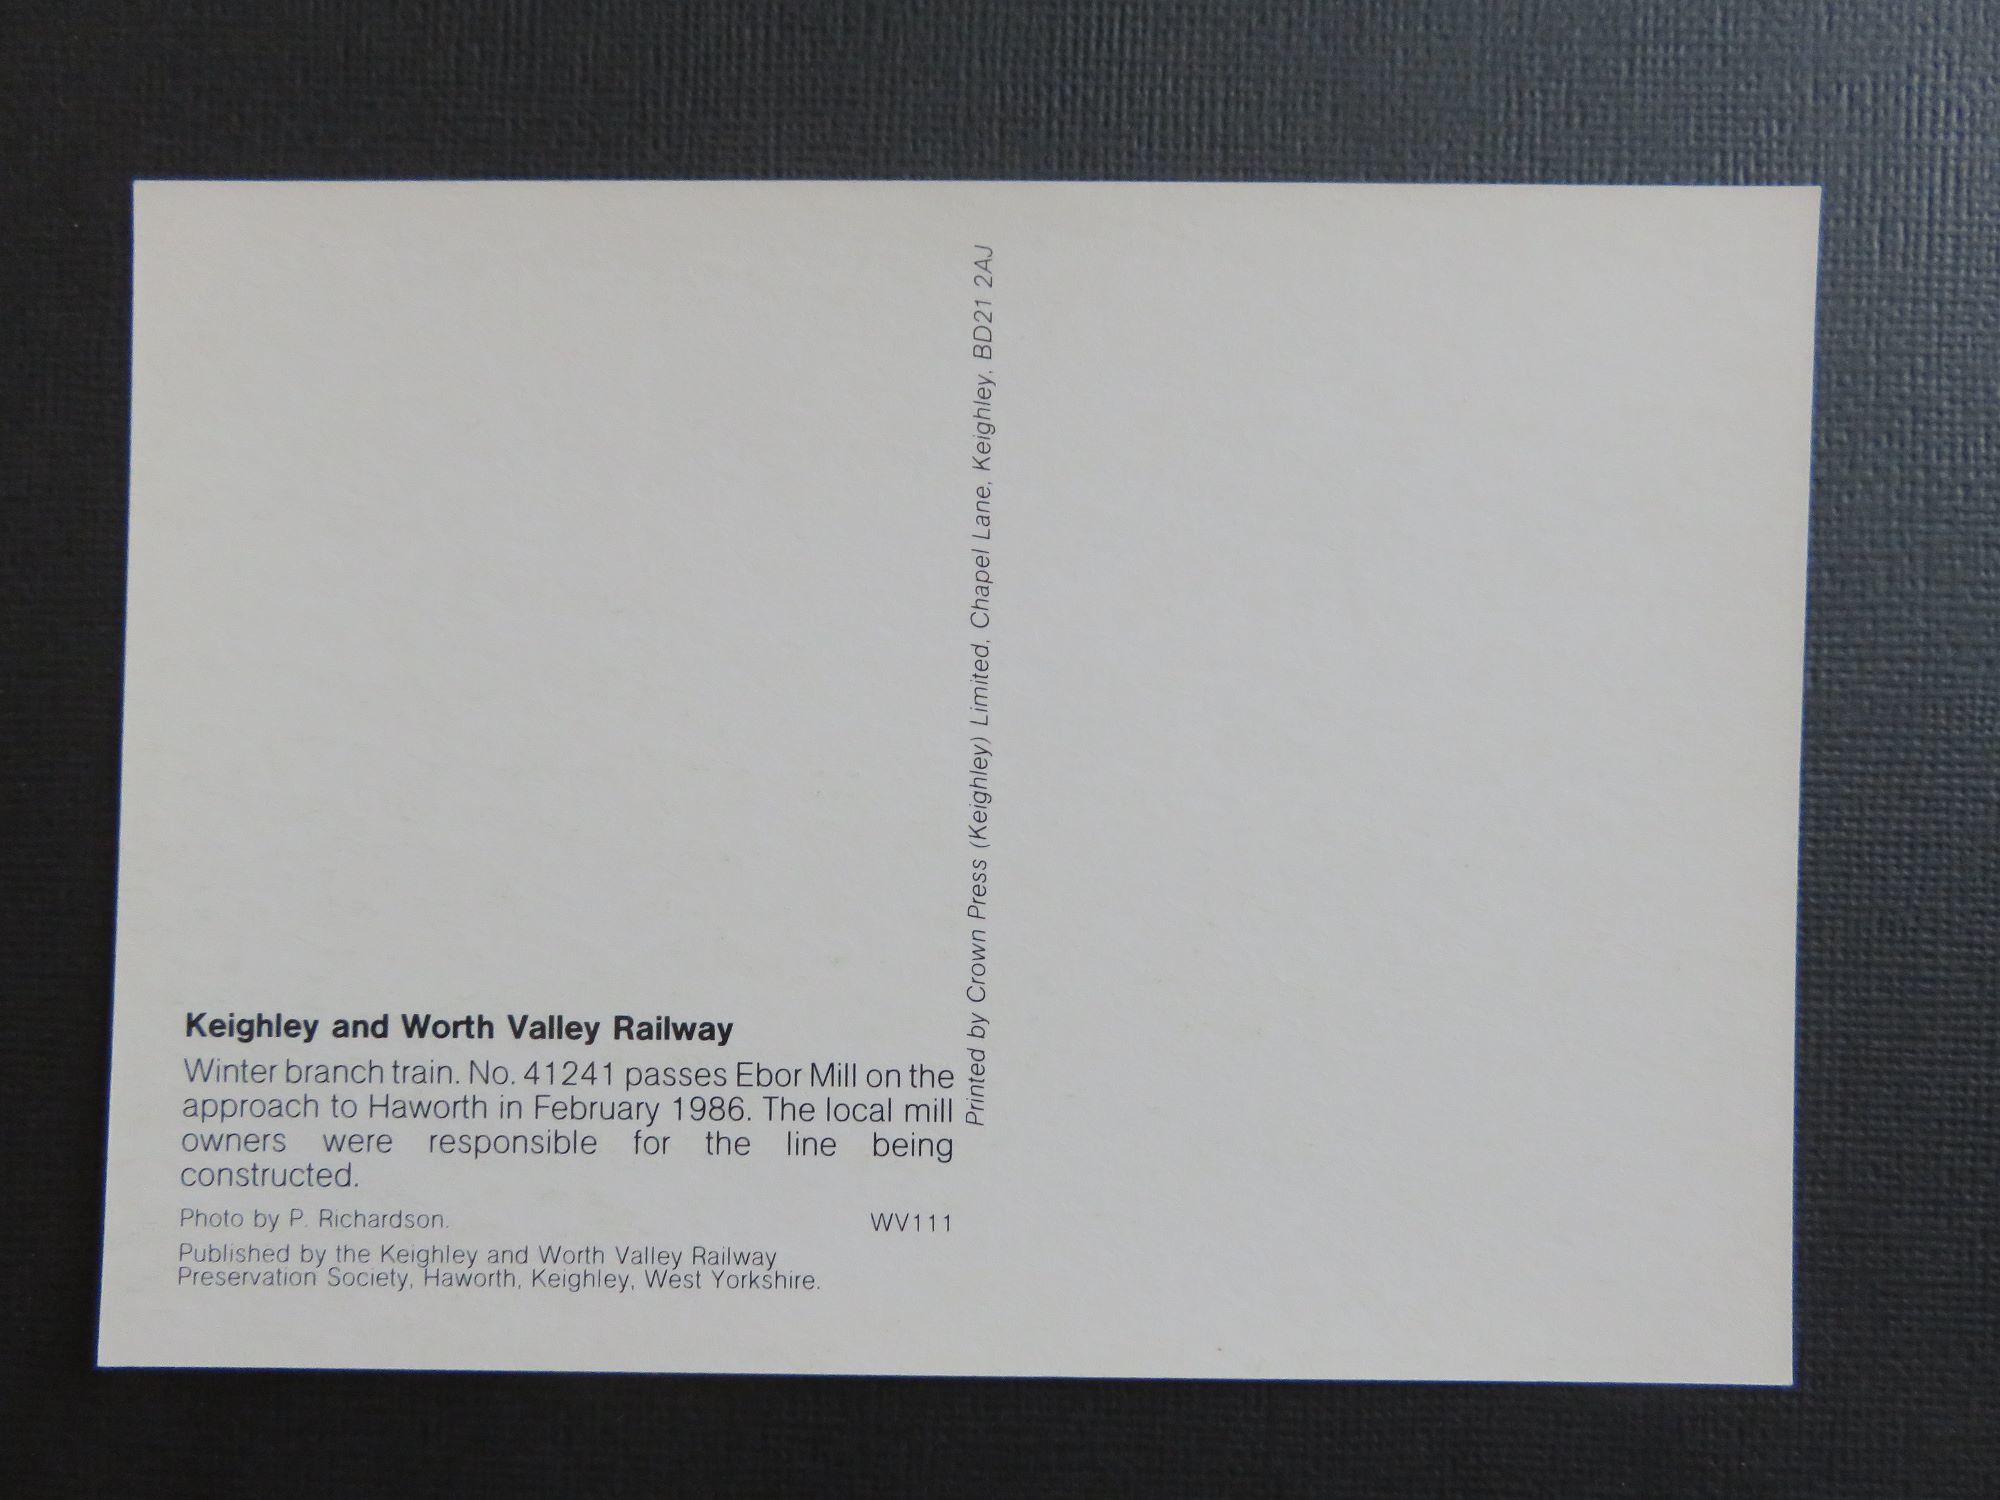 Keighley and Worth Valley Railway
Winter branch train. No. 41241 passes Ebor Mill on the
approach to Haworth in February 1986. The local mill
owners were responsible for the line being
constructed.
Photo by P. Richardson.
WV111
Published by the Keighley and Worth Valley Railway
Preservation Society, Haworth, Keighley, West Yorkshire.
Printed by Crown Press (Keighley) Limited, Chapel Lane, Keighley, BD21 2AJ